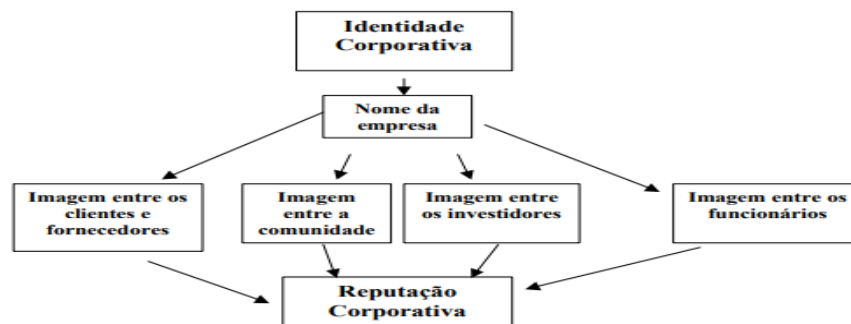 Identidade
Corporativa
Nome da
empresa
Imagem entre os
clientes e
fornecedores
Imagem
entre a
comunidade
Imagem entre
os investidores
Imagem entre os
funcionários
Reputação
Corporativa